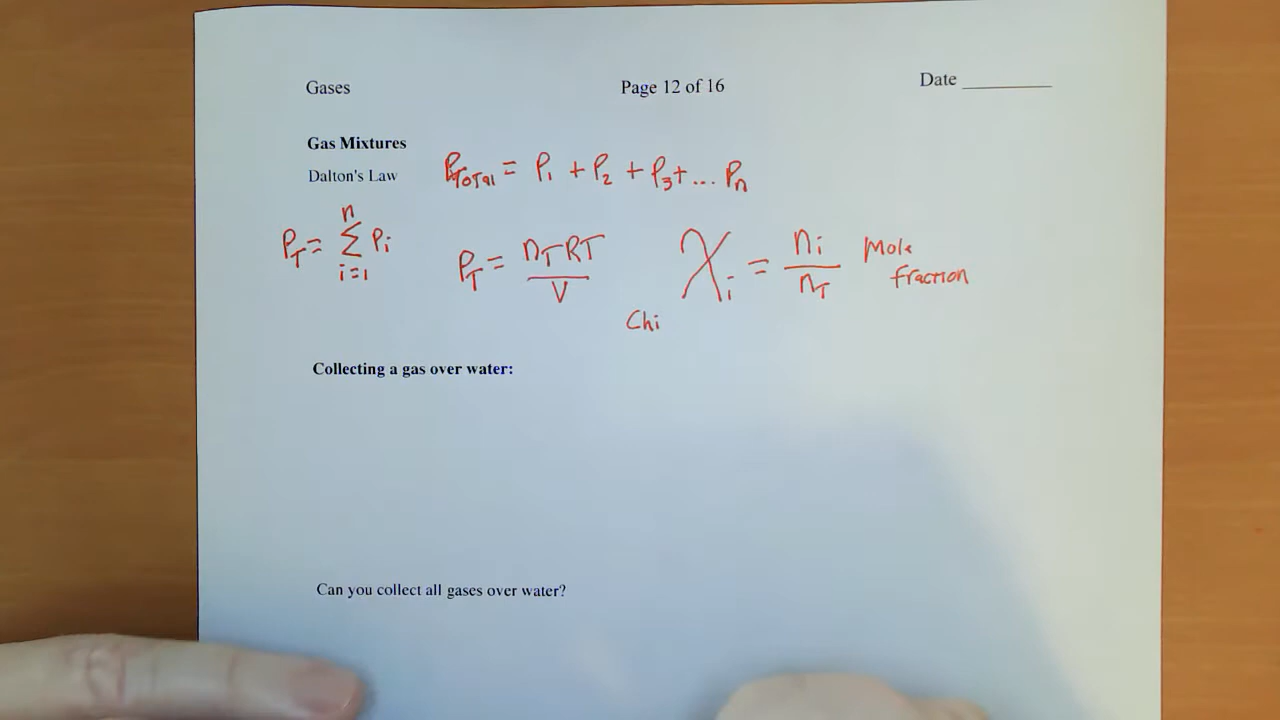 Gases Page 12 of 16 Date ________
Gas Mixtures
Dalton's Law P_Total = P₁ + P₂ + P₃ + ... Pₙ
P_T = Σ_{i=1}^{n} P_i P_T = n_T RT / V χ_i = n_i / n_T Mole fraction
Chi
Collecting a gas over water:
Can you collect all gases over water?